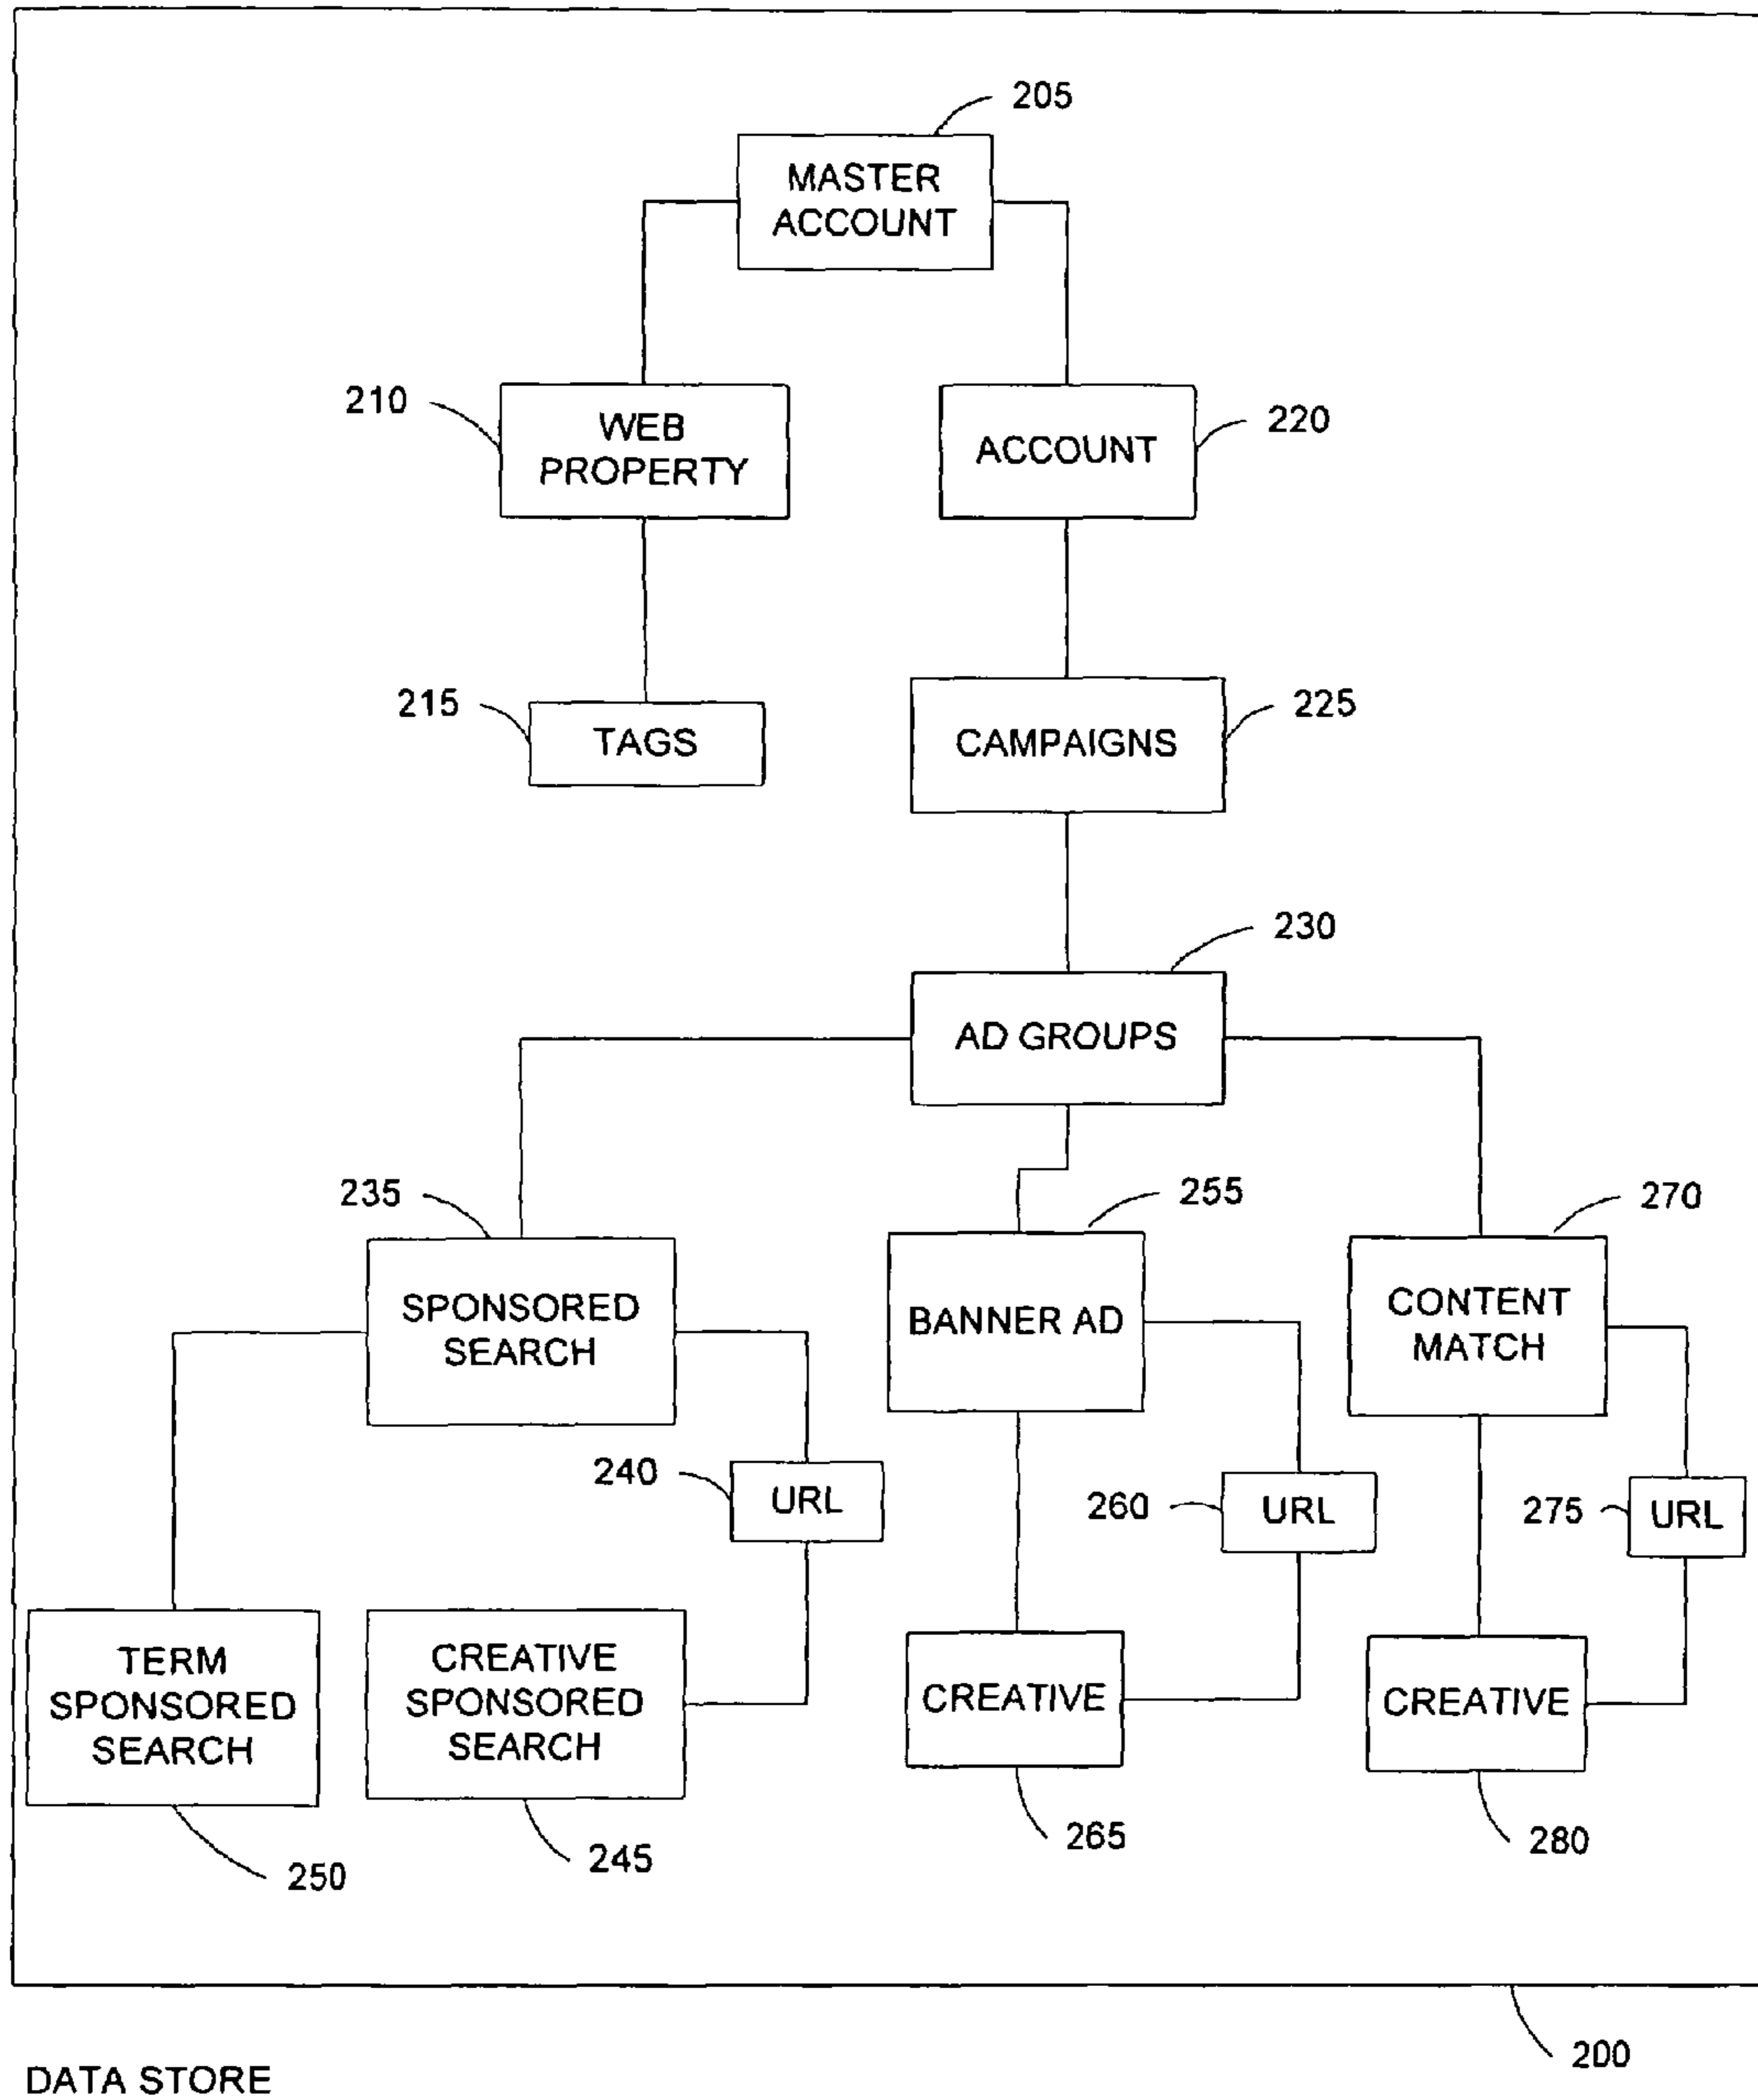 205
MASTER
ACCOUNT
210
WEB
PROPERTY
ACCOUNT
220
215
TAGS
CAMPAIGNS
225
230
AD GROUPS
235
255
270
SPONSORED
SEARCH
BANNER AD
CONTENT
MATCH
240
URL
260
URL
275
URL
TERM
SPONSORED
SEARCH
CREATIVE
SPONSORED
SEARCH
CREATIVE
CREATIVE
250
245
265
280
200
DATA STORE